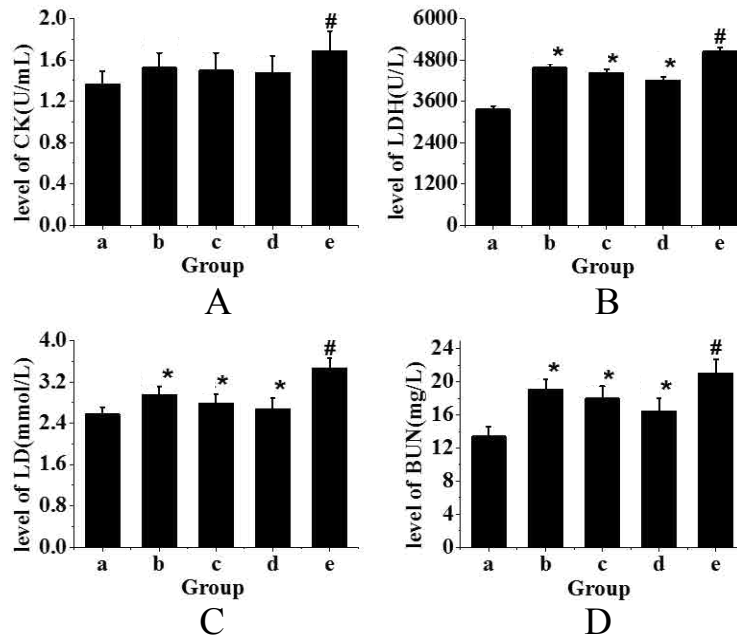 level of CK(U/mL)
2.0
1.6
1.2
0.8
0.4
0.0
#
a b c d e
Group
A
level of LDH(U/L)
6000
4800
3600
2400
1200
0
* * * #
a b c d e
Group
B
level of LD(mmol/L)
4.0
3.2
2.4
1.6
0.8
0.0
* * * #
a b c d e
Group
C
level of BUN(mg/L)
24
20
16
12
8
4
0
* * * #
a b c d e
Group
D